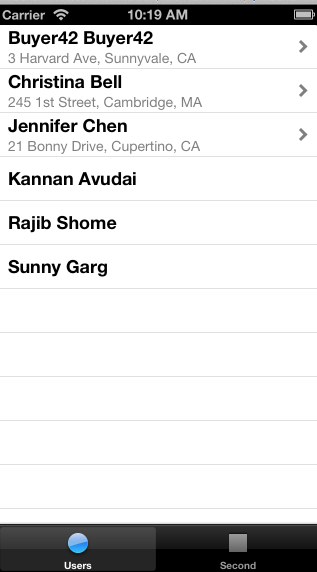 Carrier 10:19 AM
Buyer42 Buyer42
3 Harvard Ave, Sunnyvale, CA
Christina Bell
245 1st Street, Cambridge, MA
Jennifer Chen
21 Bonny Drive, Cupertino, CA
Kannan Avudai
Rajib Shome
Sunny Garg
Users Second